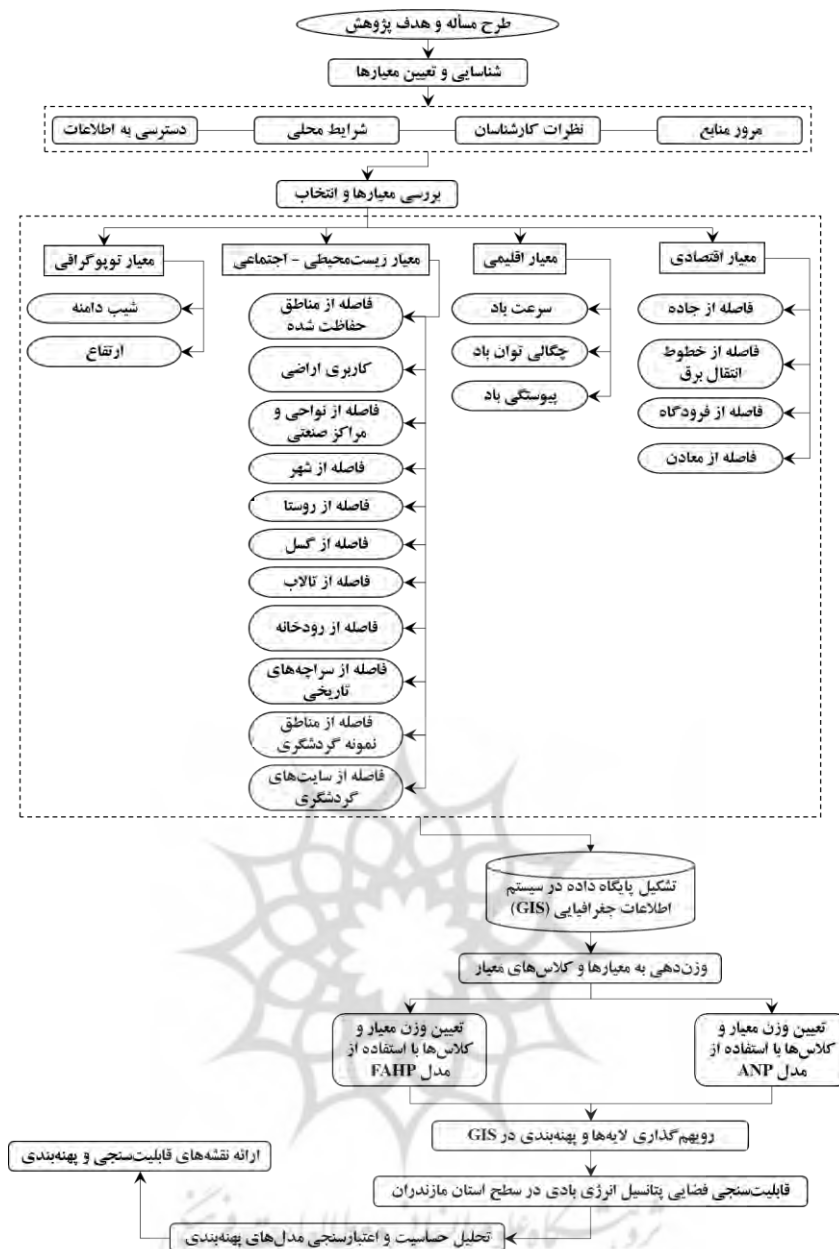 طرح مسأله و هدف پژوهش
شناسایی و تعیین معیارها
مرور منابع
نظرات کارشناسان
شرایط محلی
دسترسی به اطلاعات
بررسی معیارها و انتخاب
معیار اقتصادی
معیار اقلیمی
معیار زیست‌محیطی - اجتماعی
معیار توپوگرافی
فاصله از جاده
فاصله از خطوط
انتقال برق
فاصله از فرودگاه
فاصله از معادن
سرعت باد
چگالی توان باد
پیوستگی باد
فاصله از مناطق
حفاظت شده
کاربری اراضی
فاصله از نواحی و
مراکز صنعتی
فاصله از شهر
فاصله از روستا
فاصله از گسل
فاصله از تالاب
فاصله از رودخانه
فاصله از سراچه‌های
تاریخی
فاصله از مناطق
نمونه گردشگری
فاصله از سایت‌های
گردشگری
شیب دامنه
ارتفاع
تشکیل پایگاه داده در سیستم
اطلاعات جغرافیایی (GIS)
وزن‌دهی به معیارها و کلاس‌های معیار
تعیین وزن معیار و
کلاس‌ها با استفاده از
مدل ANP
تعیین وزن معیار و
کلاس‌ها با استفاده از
مدل FAHP
رویهم‌گذاری لایه‌ها و پهنه‌بندی در GIS
قابلیت‌سنجی فضایی پتانسیل انرژی بادی در سطح استان مازندران
تحلیل حساسیت و اعتبارسنجی مدل‌های پهنه‌بندی
ارائه نقشه‌های قابلیت‌سنجی و پهنه‌بندی